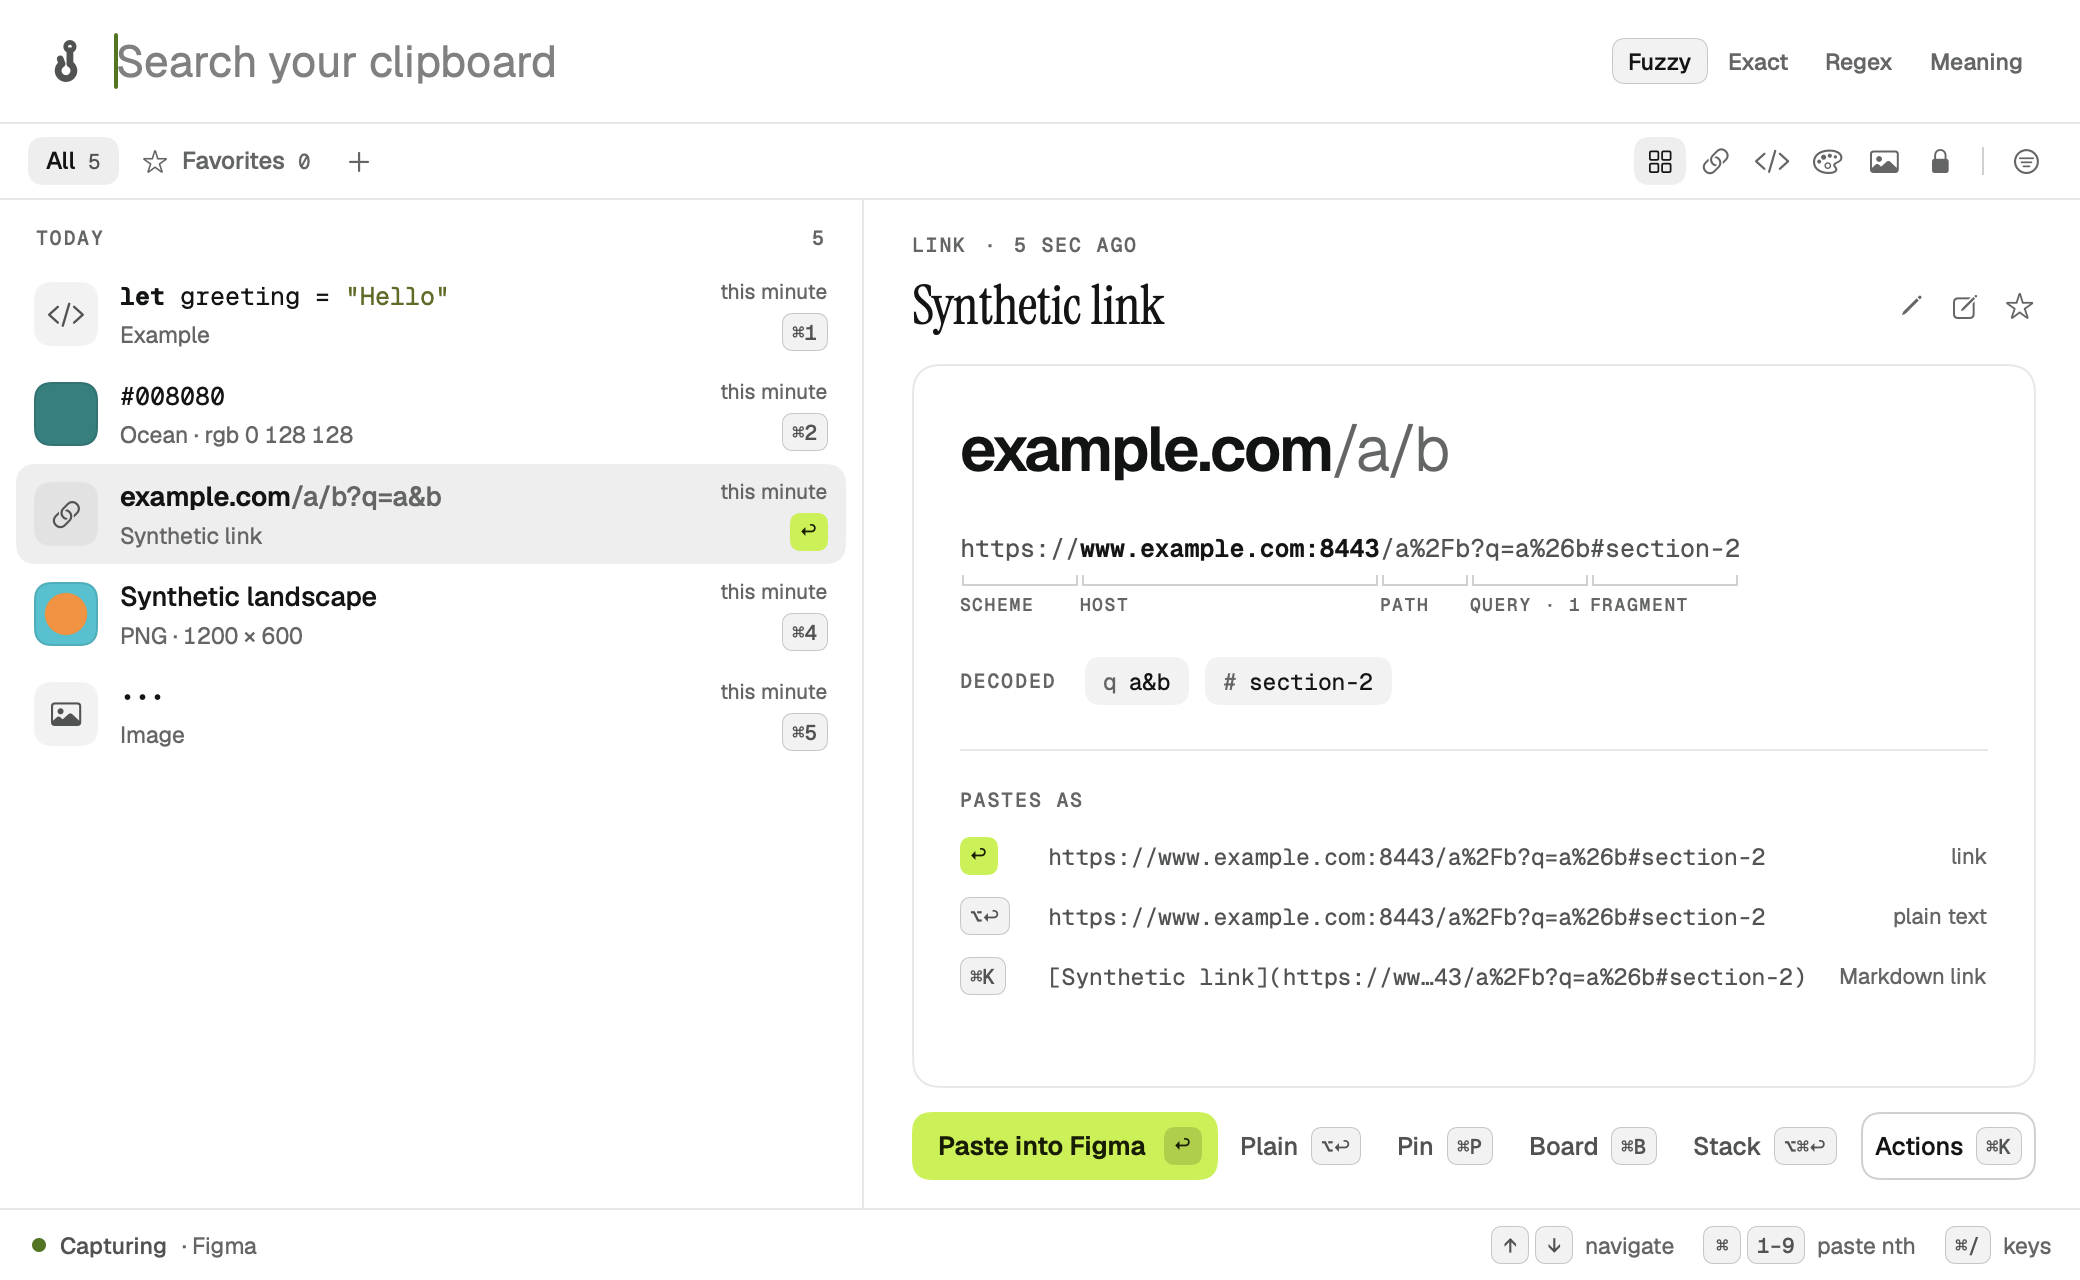 Search your clipboard
Fuzzy Exact Regex Meaning
All 5 Favorites 0
TODAY 5
let greeting = "Hello" this minute
Example ⌘1
#008080 this minute
Ocean · rgb 0 128 128 ⌘2
example.com/a/b?q=a&b this minute
Synthetic link ↩
Synthetic landscape this minute
PNG · 1200 × 600 ⌘4
... this minute
Image ⌘5
LINK · 5 SEC AGO
Synthetic link
example.com/a/b
https://www.example.com:8443/a%2Fb?q=a%26b#section-2
SCHEME HOST PATH QUERY · 1 FRAGMENT
DECODED q a&b # section-2
PASTES AS
↩ https://www.example.com:8443/a%2Fb?q=a%26b#section-2 link
⌥↩ https://www.example.com:8443/a%2Fb?q=a%26b#section-2 plain text
⌘K [Synthetic link](https://ww…43/a%2Fb?q=a%26b#section-2) Markdown link
Paste into Figma ↩ Plain ⌥↩ Pin ⌘P Board ⌘B Stack ⌥⌘↩ Actions ⌘K
Capturing · Figma ↑ ↓ navigate ⌘ 1-9 paste nth ⌘/ keys